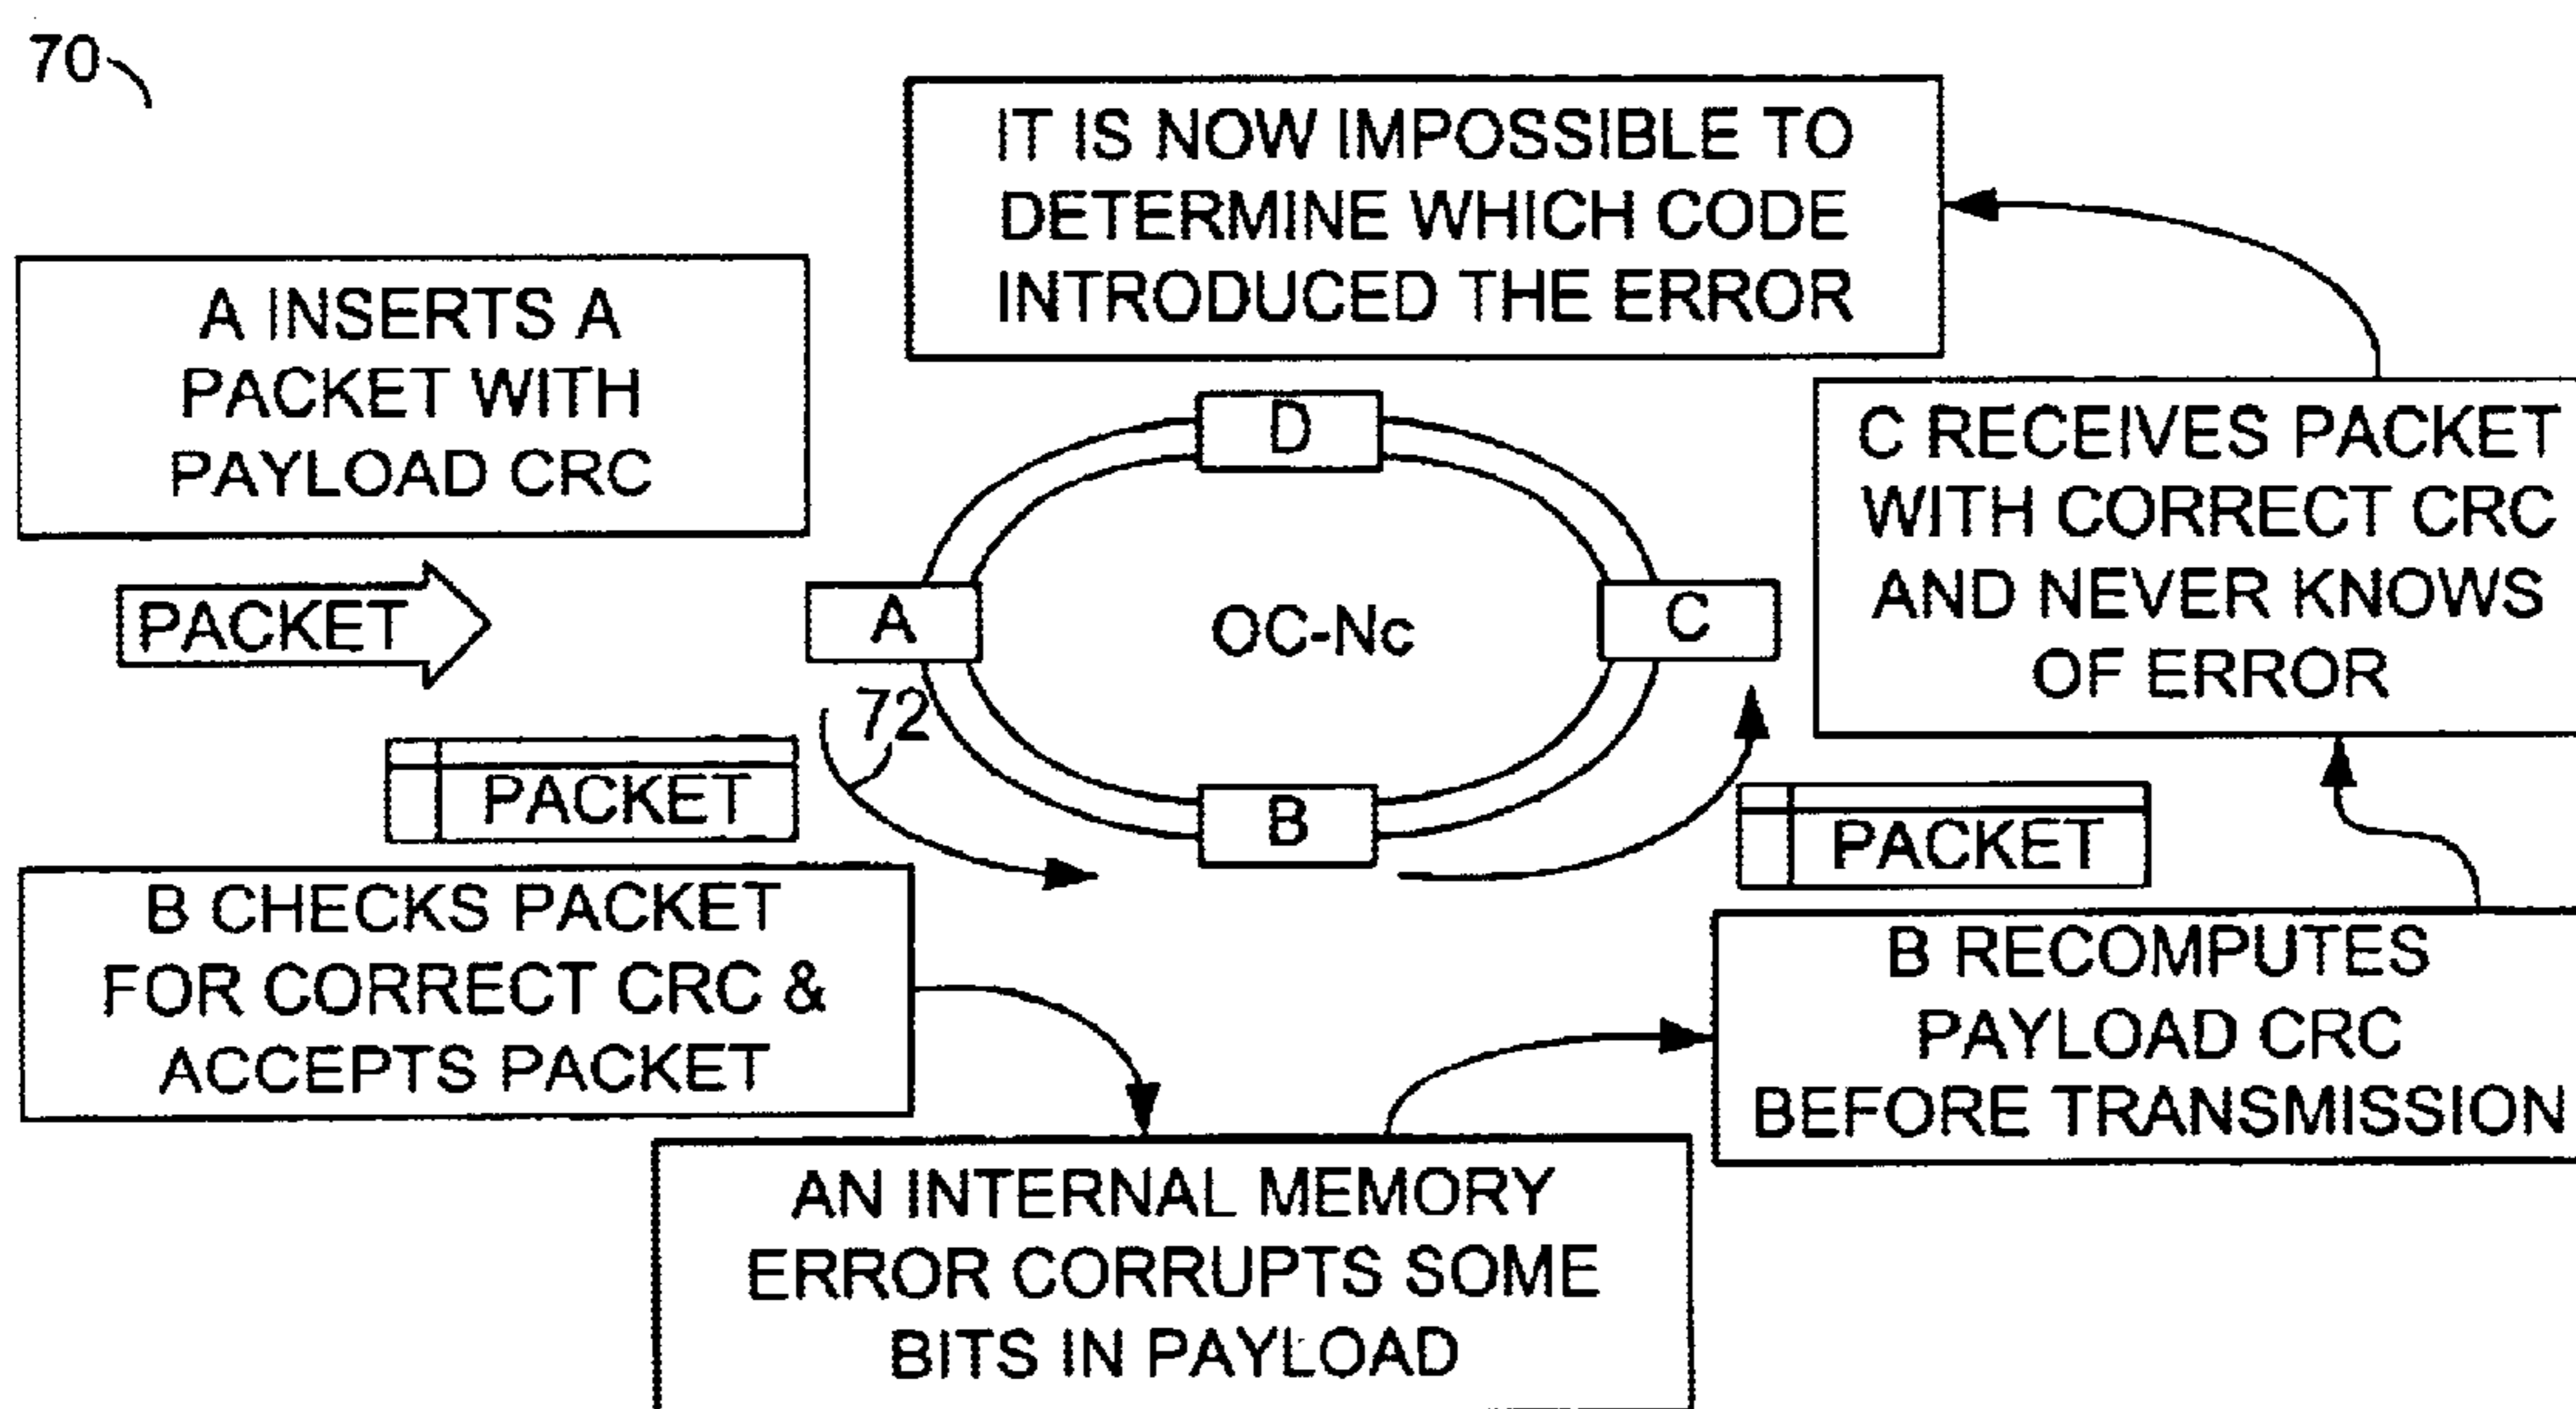 70
IT IS NOW IMPOSSIBLE TO
DETERMINE WHICH CODE
INTRODUCED THE ERROR
A INSERTS A
PACKET WITH
PAYLOAD CRC
D
C RECEIVES PACKET
WITH CORRECT CRC
AND NEVER KNOWS
OF ERROR
PACKET
A
OC-Nc
C
72
PACKET
B
PACKET
B CHECKS PACKET
FOR CORRECT CRC &
ACCEPTS PACKET
B RECOMPUTES
PAYLOAD CRC
BEFORE TRANSMISSION
AN INTERNAL MEMORY
ERROR CORRUPTS SOME
BITS IN PAYLOAD